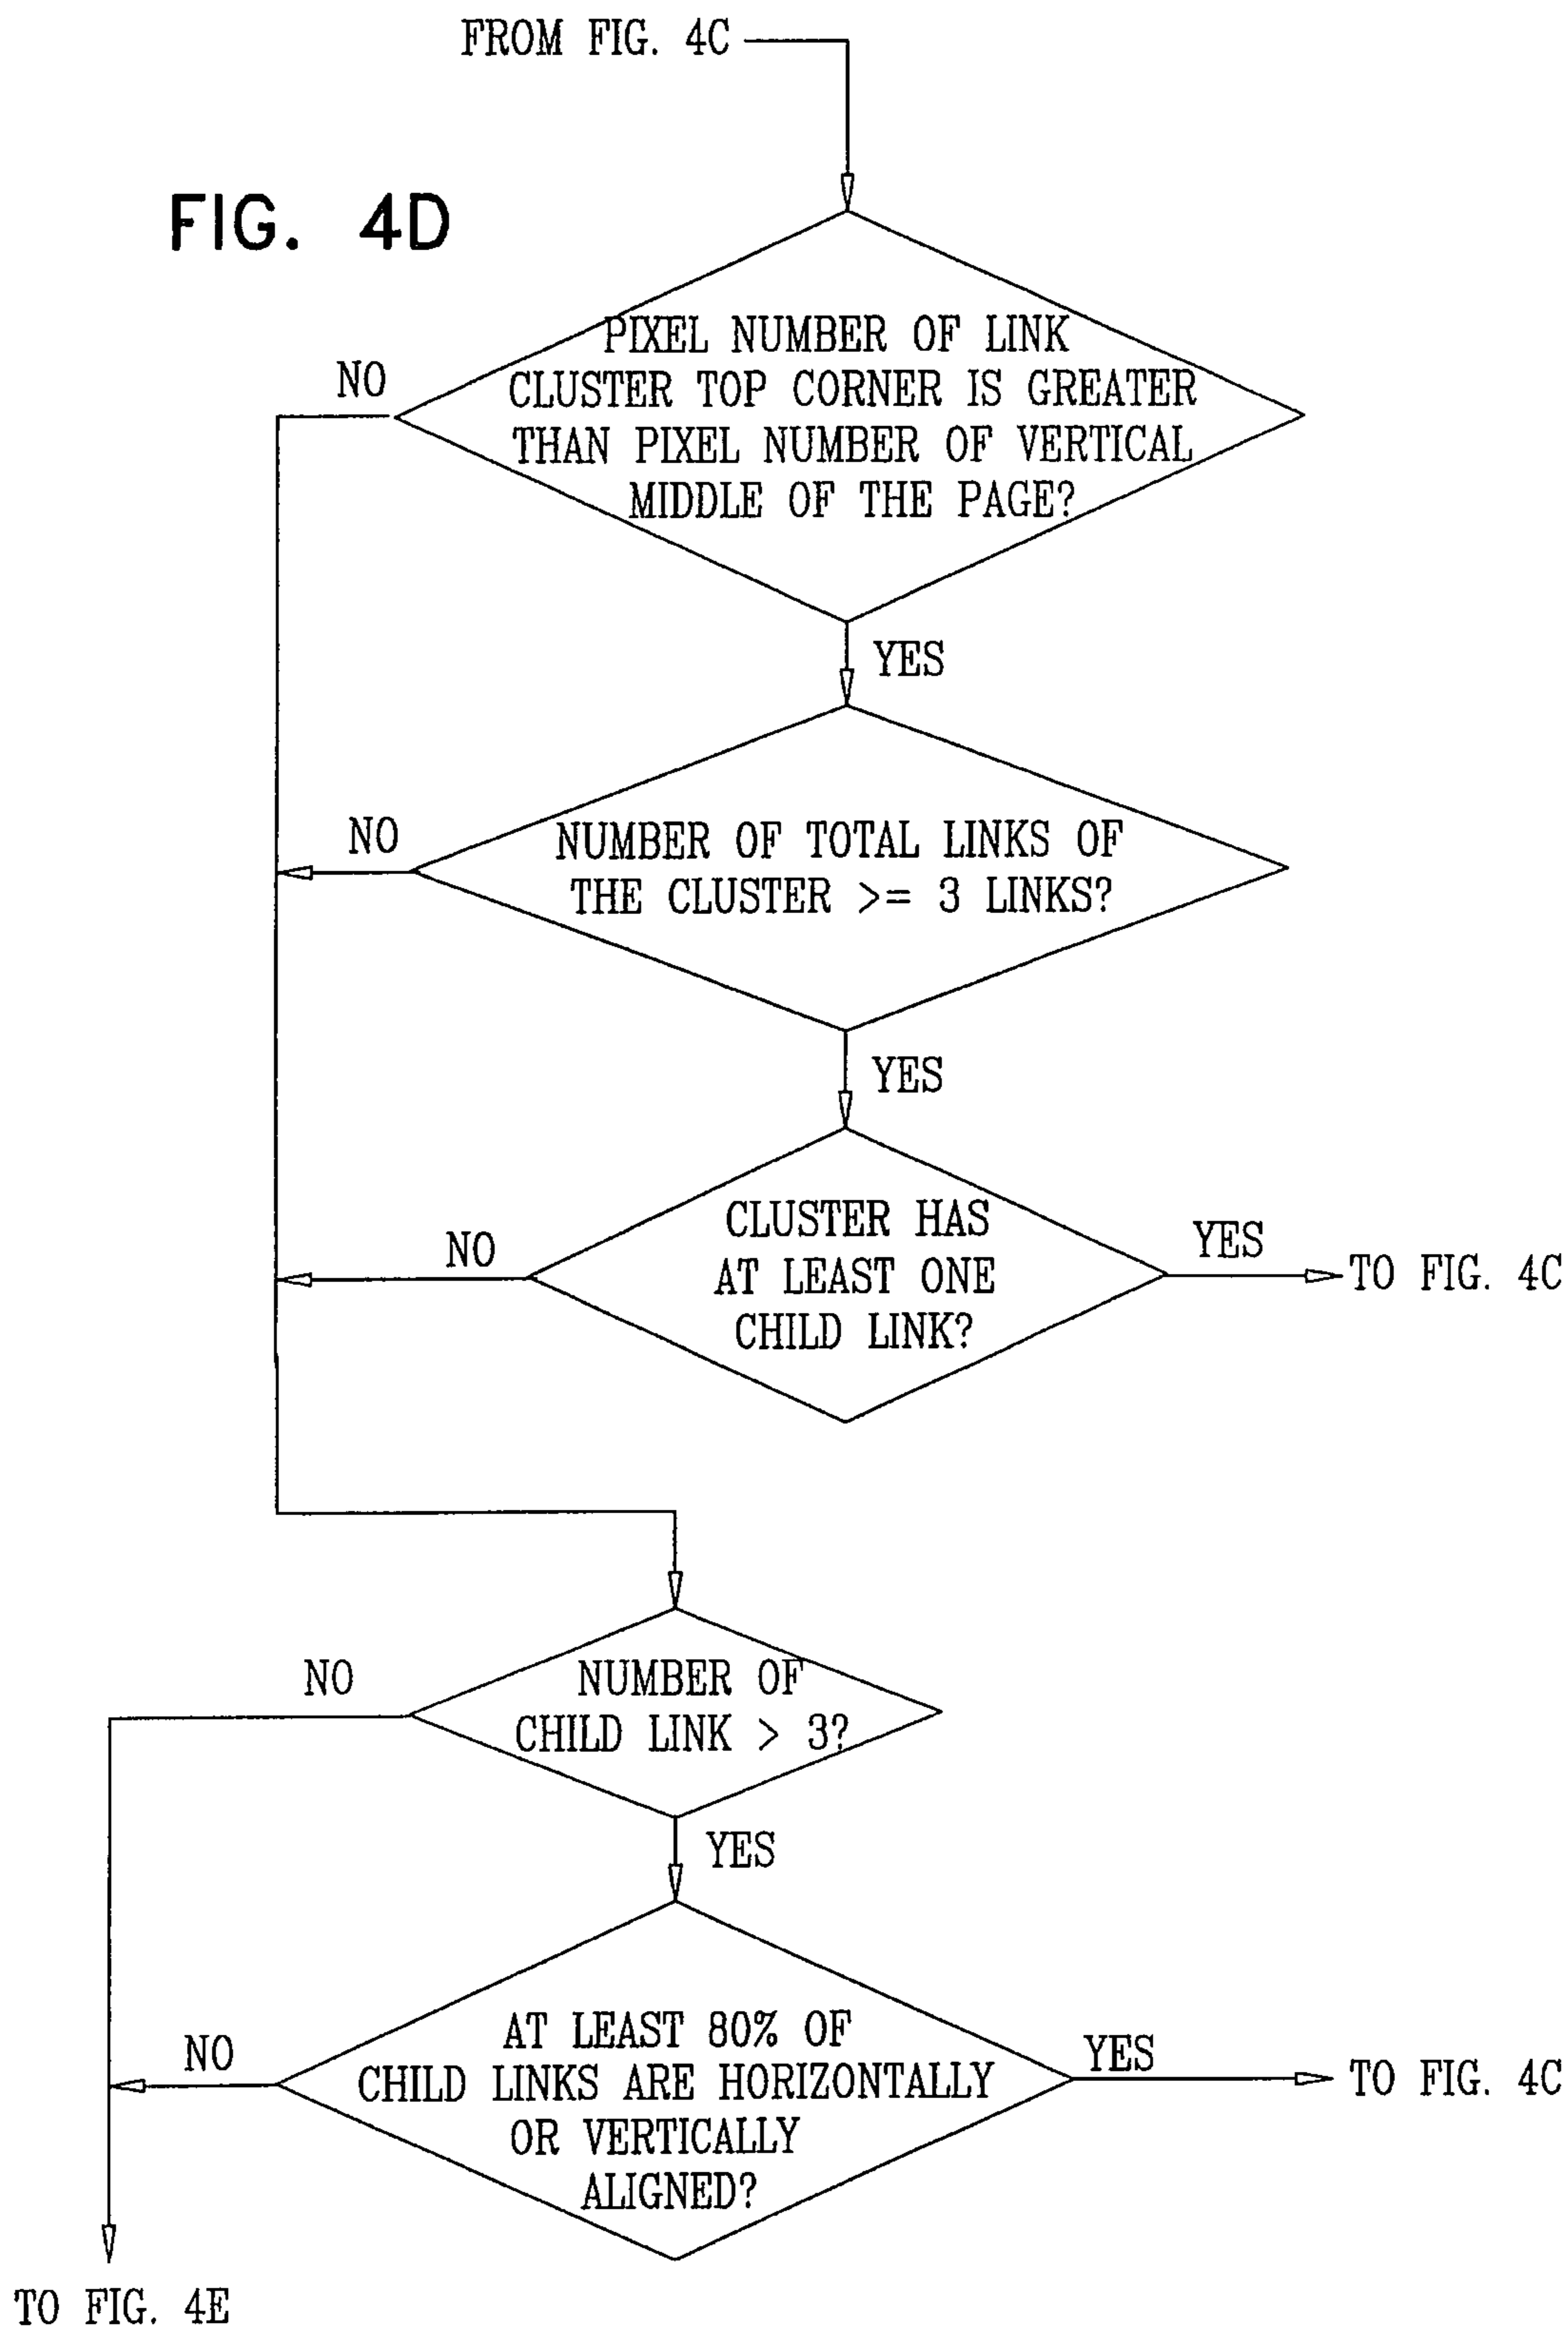 FROM FIG. 4C
FIG. 4D
PIXEL NUMBER OF LINK
CLUSTER TOP CORNER IS GREATER
THAN PIXEL NUMBER OF VERTICAL
MIDDLE OF THE PAGE?
NO
YES
NUMBER OF TOTAL LINKS OF
THE CLUSTER >= 3 LINKS?
NO
YES
CLUSTER HAS
AT LEAST ONE
CHILD LINK?
NO
YES
TO FIG. 4C
NUMBER OF
CHILD LINK > 3?
NO
YES
AT LEAST 80% OF
CHILD LINKS ARE HORIZONTALLY
OR VERTICALLY
ALIGNED?
NO
YES
TO FIG. 4C
TO FIG. 4E